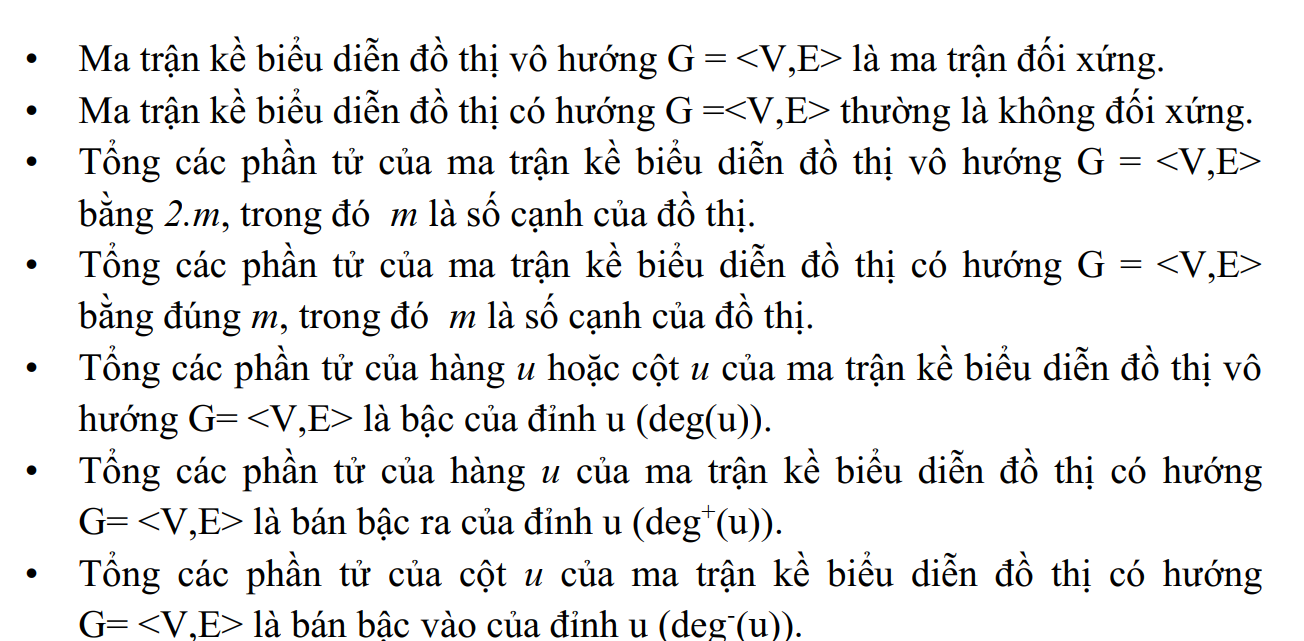 • Ma trận kề biểu diễn đồ thị vô hướng G = <V,E> là ma trận đối xứng.
• Ma trận kề biểu diễn đồ thị có hướng G =<V,E> thường là không đối xứng.
• Tổng các phần tử của ma trận kề biểu diễn đồ thị vô hướng G = <V,E>
bằng 2.m, trong đó m là số cạnh của đồ thị.
• Tổng các phần tử của ma trận kề biểu diễn đồ thị có hướng G = <V,E>
bằng đúng m, trong đó m là số cạnh của đồ thị.
• Tổng các phần tử của hàng u hoặc cột u của ma trận kề biểu diễn đồ thị vô
hướng G= <V,E> là bậc của đỉnh u (deg(u)).
• Tổng các phần tử của hàng u của ma trận kề biểu diễn đồ thị có hướng
G= <V,E> là bán bậc ra của đỉnh u (deg⁺(u)).
• Tổng các phần tử của cột u của ma trận kề biểu diễn đồ thị có hướng
G= <V,E> là bán bậc vào của đỉnh u (deg⁻(u)).